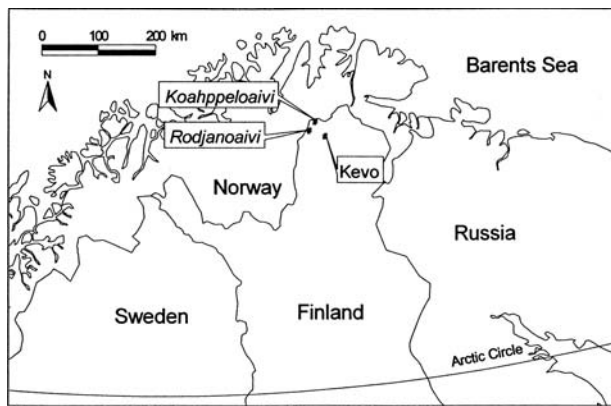 0 100 200 km
N
Barents Sea
Koahppeloaivi
Rodjanoaivi
Kevo
Norway
Russia
Sweden
Finland
Arctic Circle